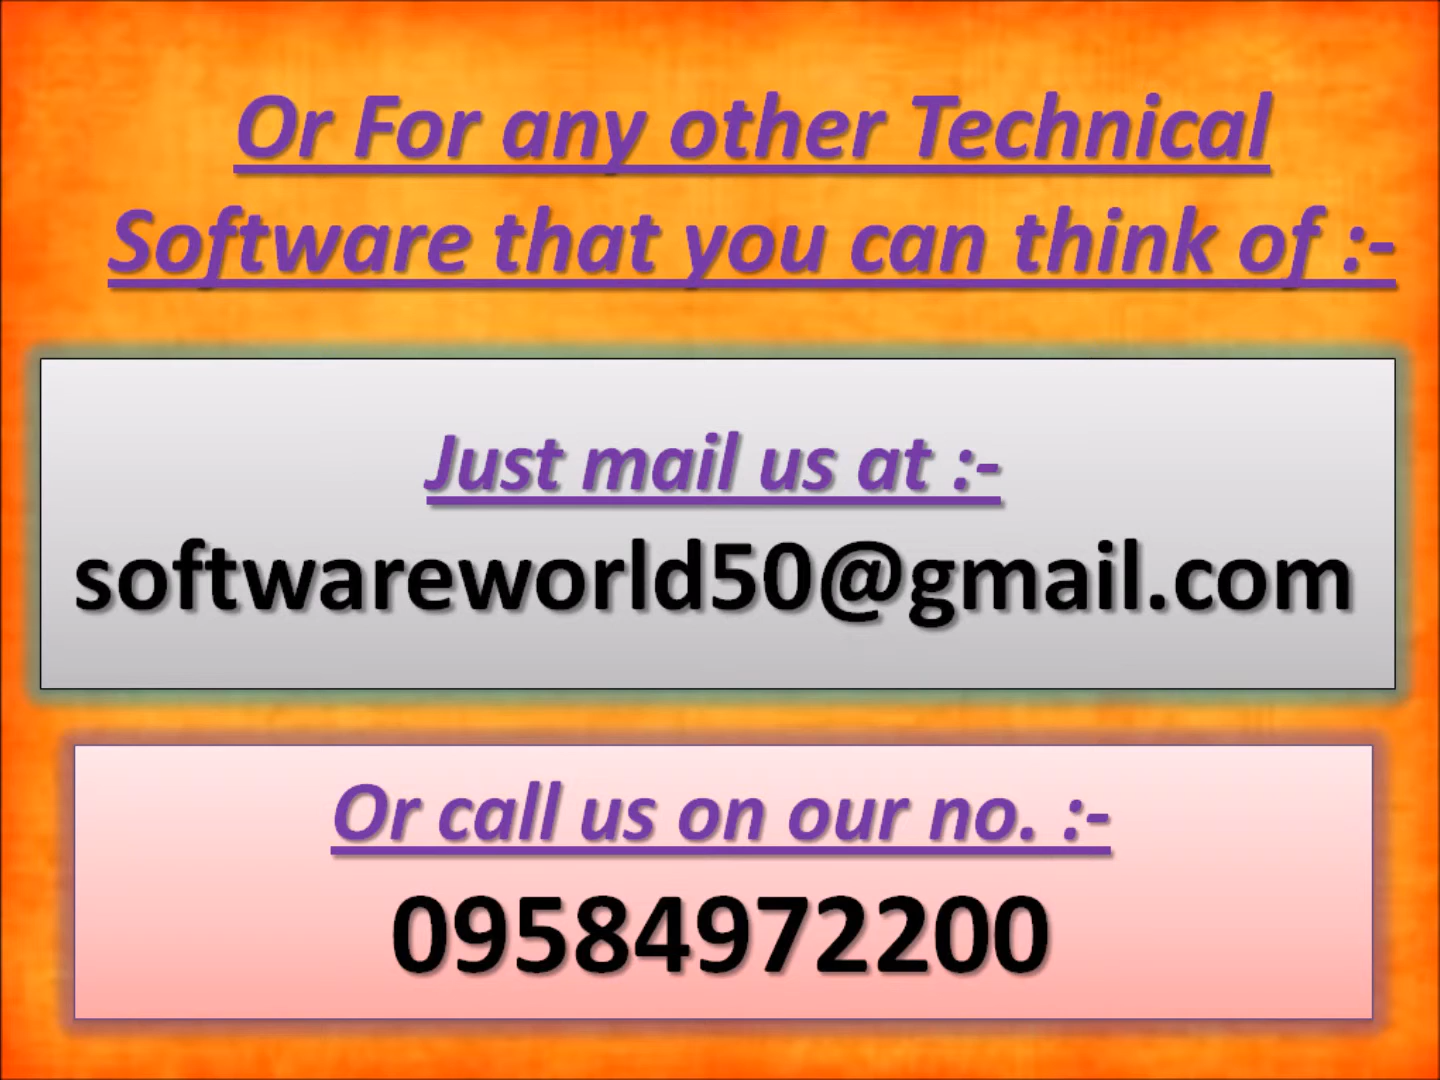 Or For any other Technical
Software that you can think of :-
Just mail us at :-
softwareworld50@gmail.com
Or call us on our no. :-
09584972200